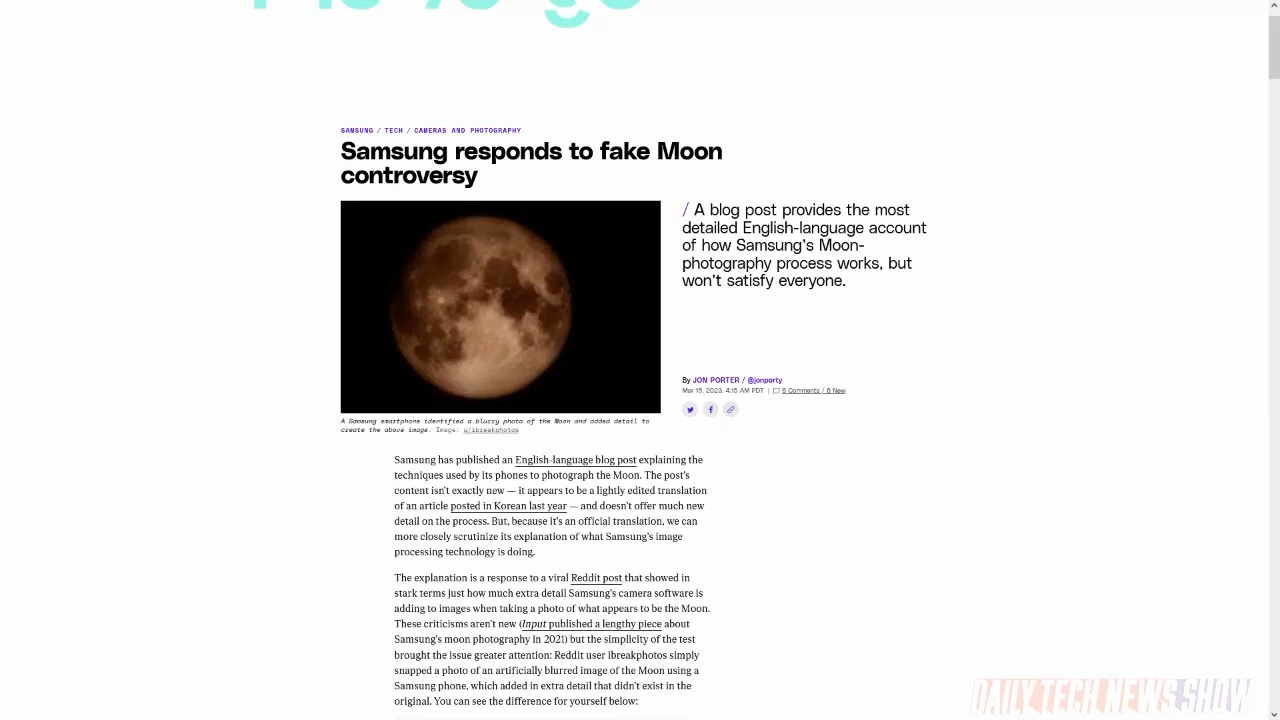 SAMSUNG / TECH / CAMERAS AND PHOTOGRAPHY
Samsung responds to fake Moon
controversy
/ A blog post provides the most
detailed English-language account
of how Samsung's Moon-
photography process works, but
won't satisfy everyone.
By JON PORTER / @jonporty
Mar 15, 2023, 4:15 AM PDT | 6 Comments / 6 New
A Samsung smartphone identified a blurry photo of the Moon and added detail to
create the above image. Image: u/ibreakphotos
Samsung has published an English-language blog post explaining the
techniques used by its phones to photograph the Moon. The post's
content isn't exactly new — it appears to be a lightly edited translation
of an article posted in Korean last year — and doesn't offer much new
detail on the process. But, because it's an official translation, we can
more closely scrutinize its explanation of what Samsung's image
processing technology is doing.
The explanation is a response to a viral Reddit post that showed in
stark terms just how much extra detail Samsung's camera software is
adding to images when taking a photo of what appears to be the Moon.
These criticisms aren't new (Input published a lengthy piece about
Samsung's moon photography in 2021) but the simplicity of the test
brought the issue greater attention: Reddit user ibreakphotos simply
snapped a photo of an artificially blurred image of the Moon using a
Samsung phone, which added in extra detail that didn't exist in the
original. You can see the difference for yourself below:
DAILY TECH NEWS SHOW